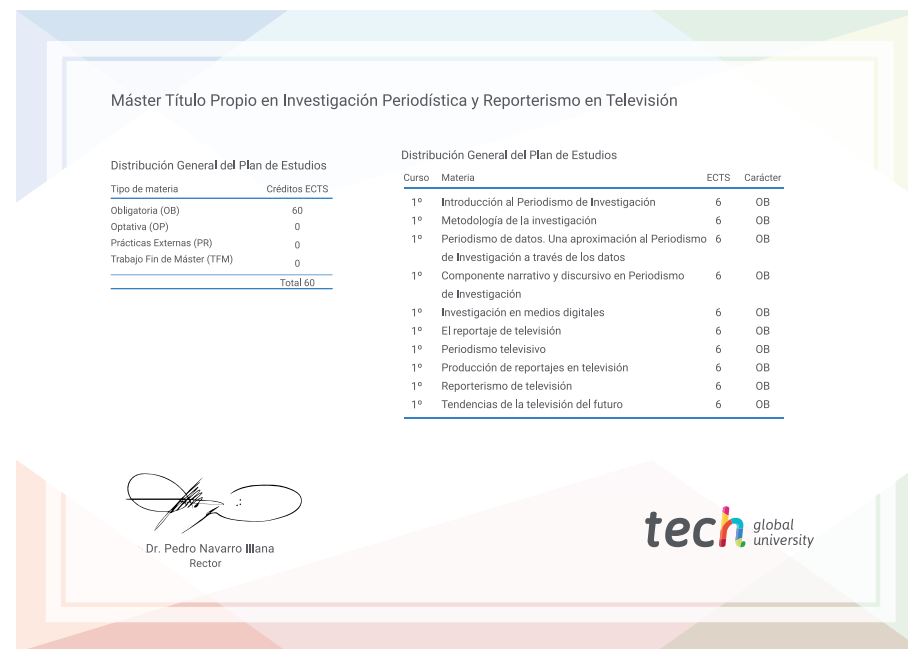 Máster Título Propio en Investigación Periodística y Reporterismo en Televisión
Distribución General del Plan de Estudios
Tipo de materia Créditos ECTS
Obligatoria (OB) 60
Optativa (OP) 0
Prácticas Externas (PR) 0
Trabajo Fin de Máster (TFM) 0
Total 60
Distribución General del Plan de Estudios
Curso Materia ECTS Carácter
1º Introducción al Periodismo de Investigación 6 OB
1º Metodología de la investigación 6 OB
1º Periodismo de datos. Una aproximación al Periodismo 6 OB
de Investigación a través de los datos
1º Componente narrativo y discursivo en Periodismo 6 OB
de Investigación
1º Investigación en medios digitales 6 OB
1º El reportaje de televisión 6 OB
1º Periodismo televisivo 6 OB
1º Producción de reportajes en televisión 6 OB
1º Reporterismo de televisión 6 OB
1º Tendencias de la televisión del futuro 6 OB
Dr. Pedro Navarro Illana
Rector
tech global
university